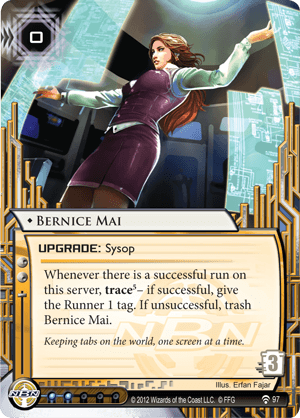 0
♦ BERNICE MAI
UPGRADE: Sysop
Whenever there is a successful run on
this server, trace⁵– if successful, give
the Runner 1 tag. If unsuccessful, trash
Bernice Mai.
Keeping tabs on the world, one screen at a time.
3
Illus. Erfan Fajar
NBN
© 2012 Wizards of the Coast LLC. © FFG
97
NBN